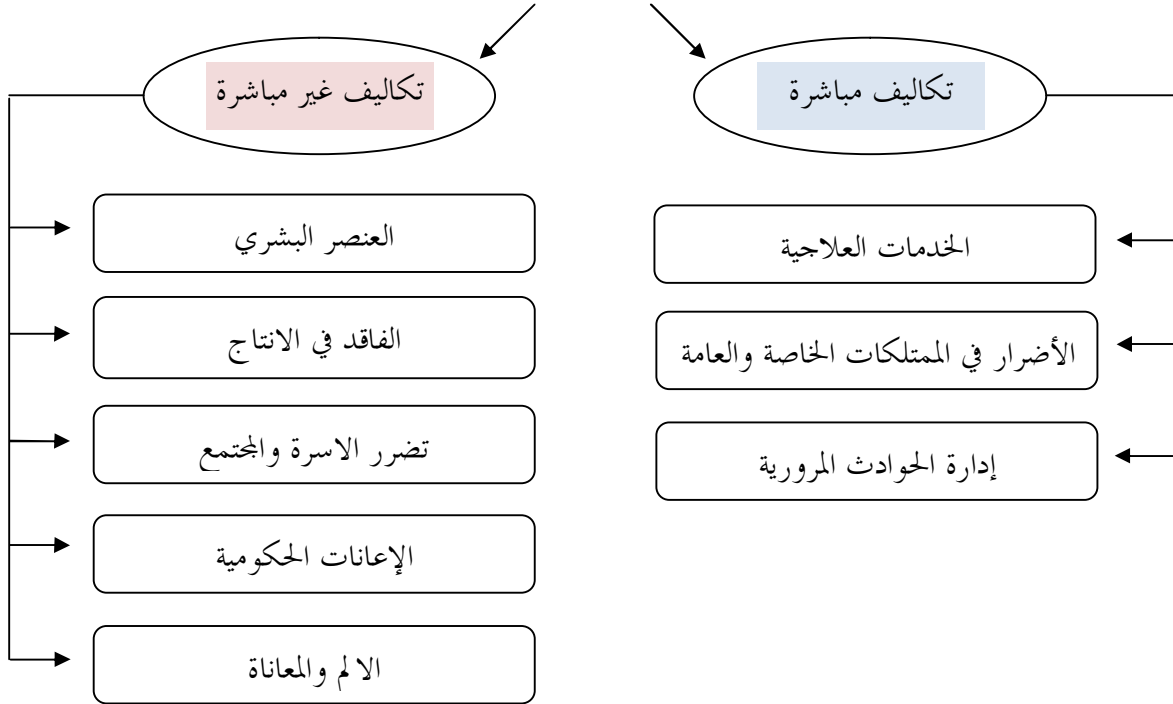 تكاليف مباشرة
الخدمات العلاجية
الأضرار في الممتلكات الخاصة والعامة
إدارة الحوادث المرورية
تكاليف غير مباشرة
العنصر البشري
الفاقد في الانتاج
تضرر الاسرة والمجتمع
الإعانات الحكومية
الالم والمعاناة